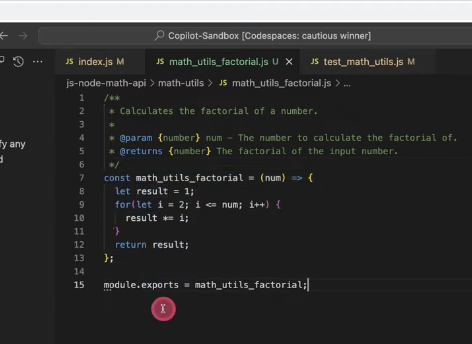 Copilot-Sandbox [Codespaces: cautious winner]
JS index.js M
JS math_utils_factorial.js U
JS test_math_utils.js M
js-node-math-api > math-utils > JS math_utils_factorial.js > ...
1 /**
2  * Calculates the factorial of a number.
3  *
4  * @param {number} num - The number to calculate the factorial of.
5  * @returns {number} The factorial of the input number.
6  */
7 const math_utils_factorial = (num) => {
8   let result = 1;
9   for(let i = 2; i <= num; i++) {
10     result *= i;
11   }
12   return result;
13 };
14
15 module.exports = math_utils_factorial;
fy any
d